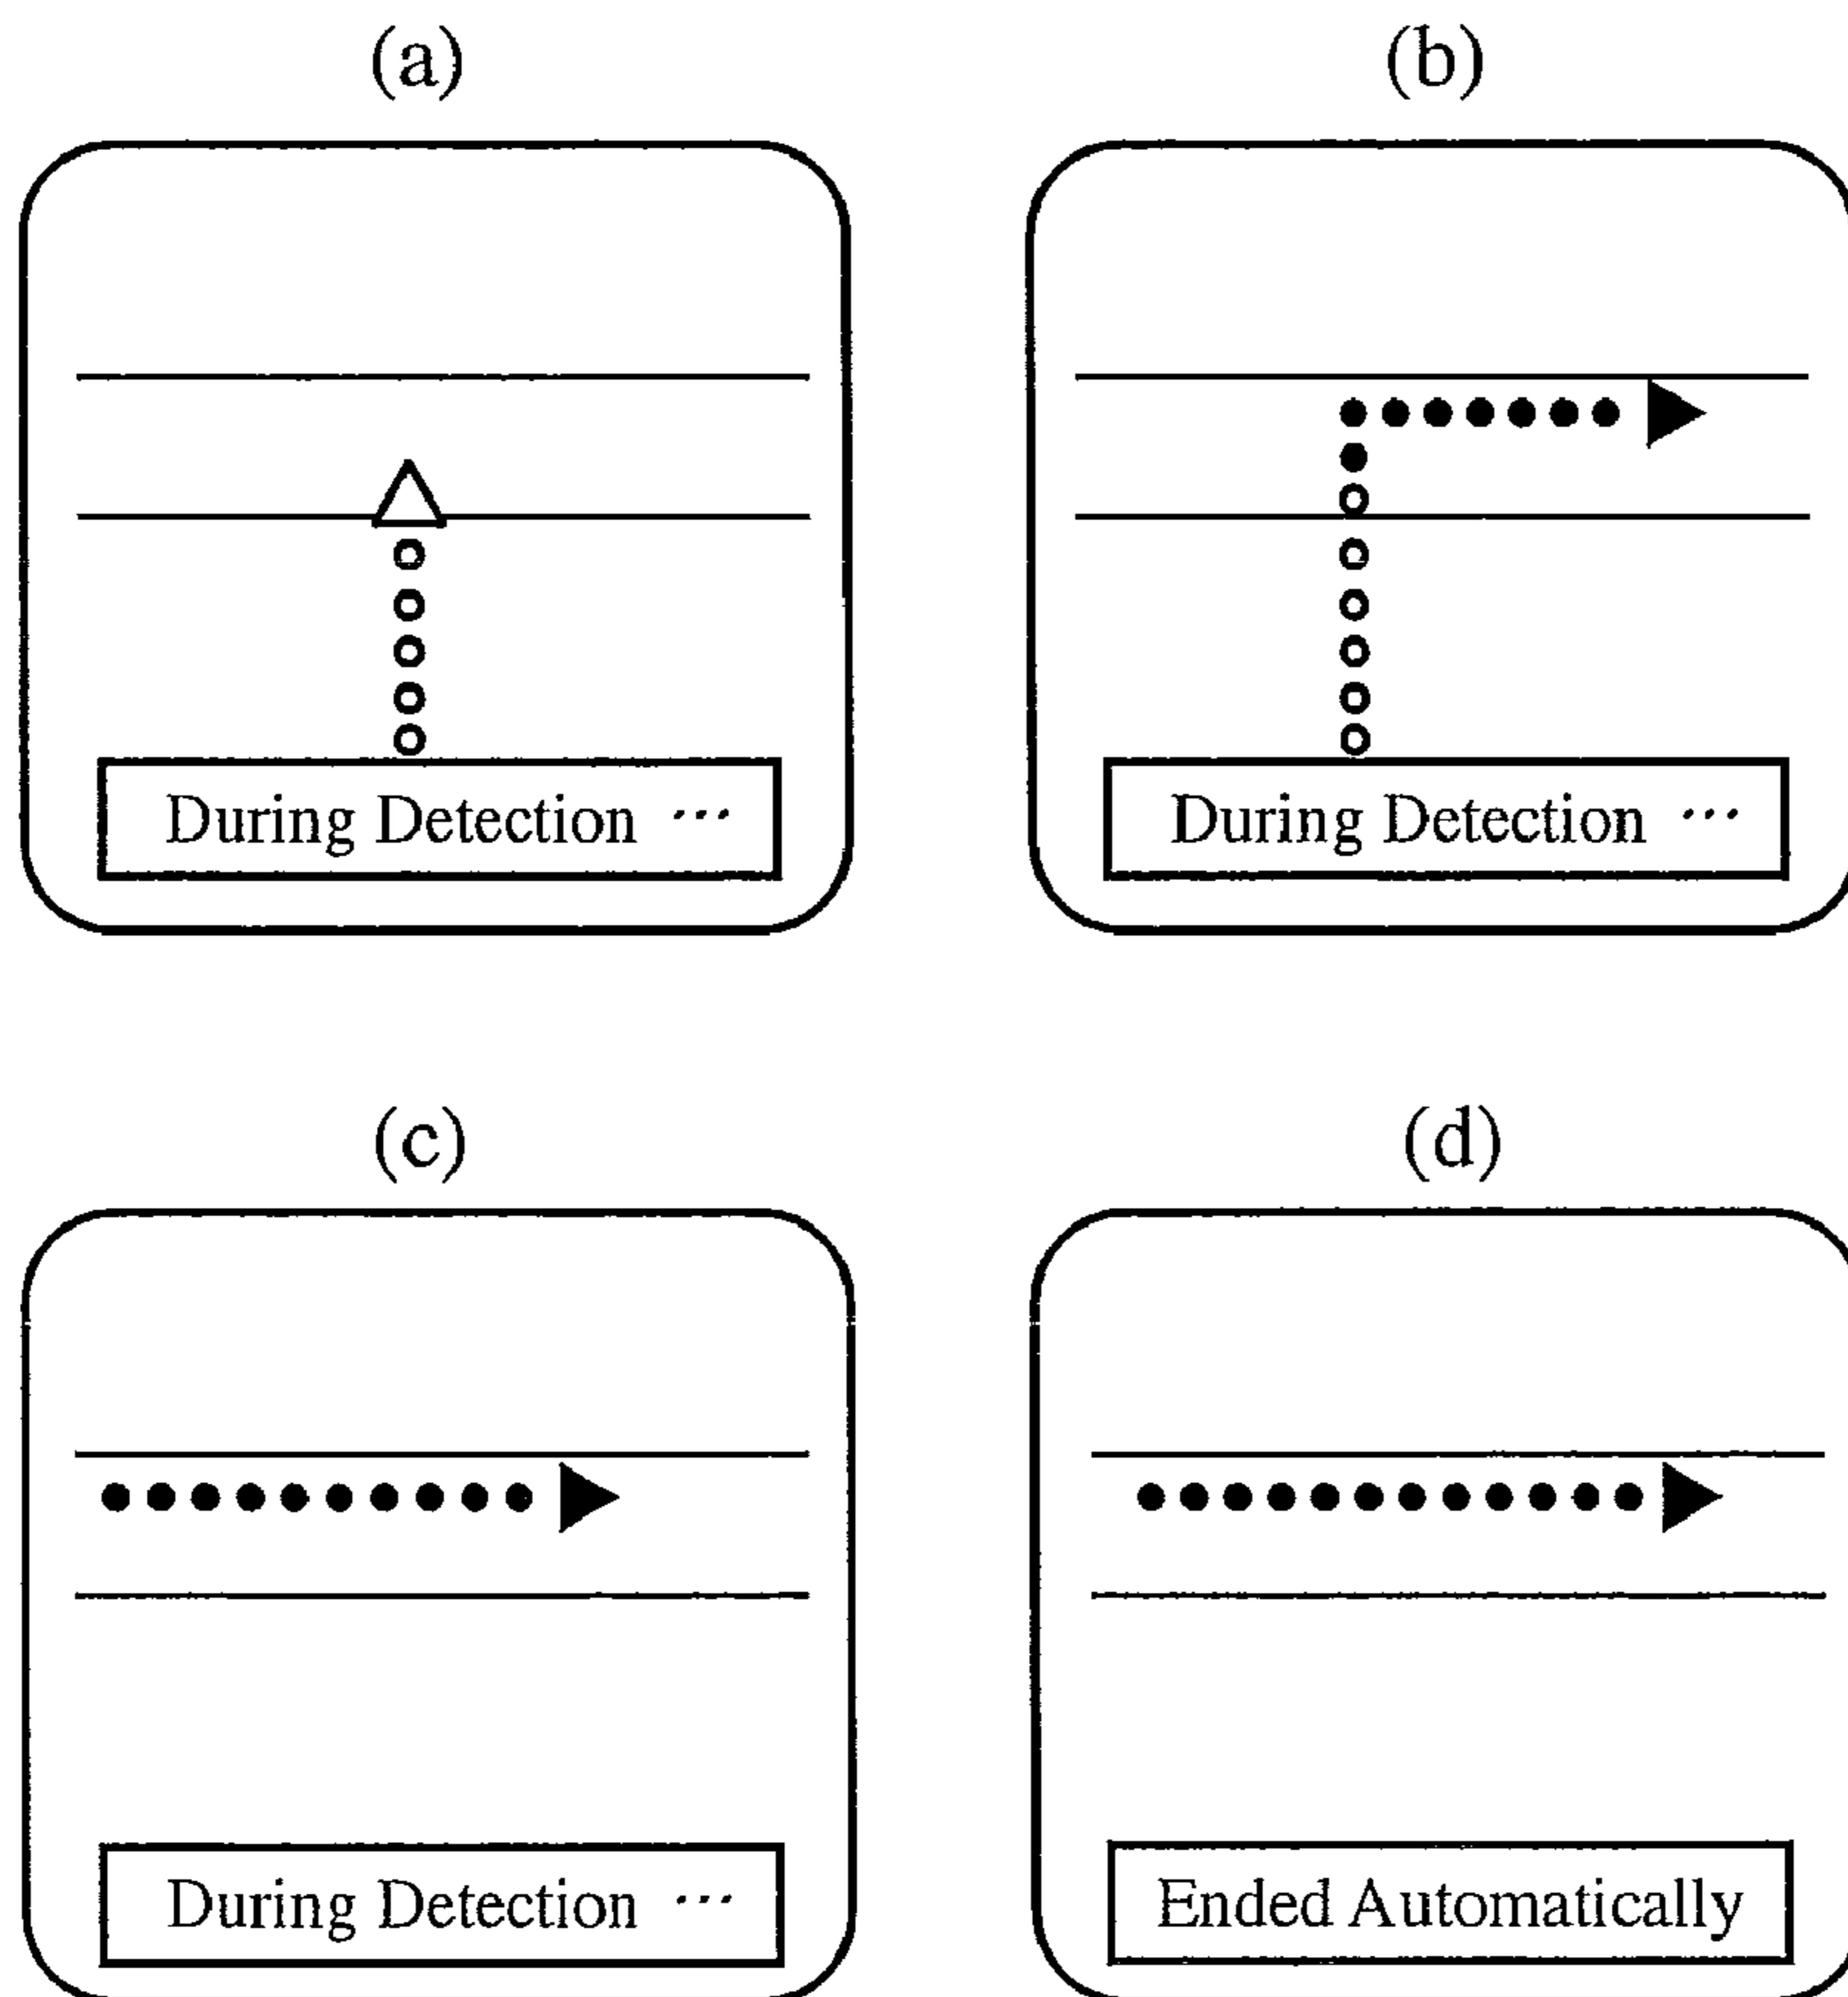 (a)
(b)
During Detection ···
During Detection ···
(c)
(d)
During Detection ···
Ended Automatically